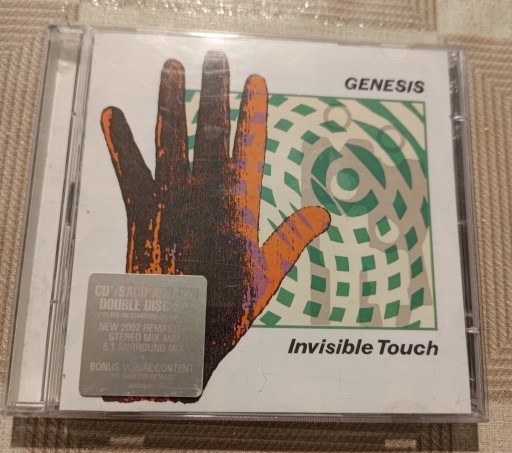 GENESIS
Invisible Touch
DOUBLE DISC
NEW 2007 REMASTER
STEREO MIX AND
5.1 SURROUND MIX
BONUS VISUAL CONTENT